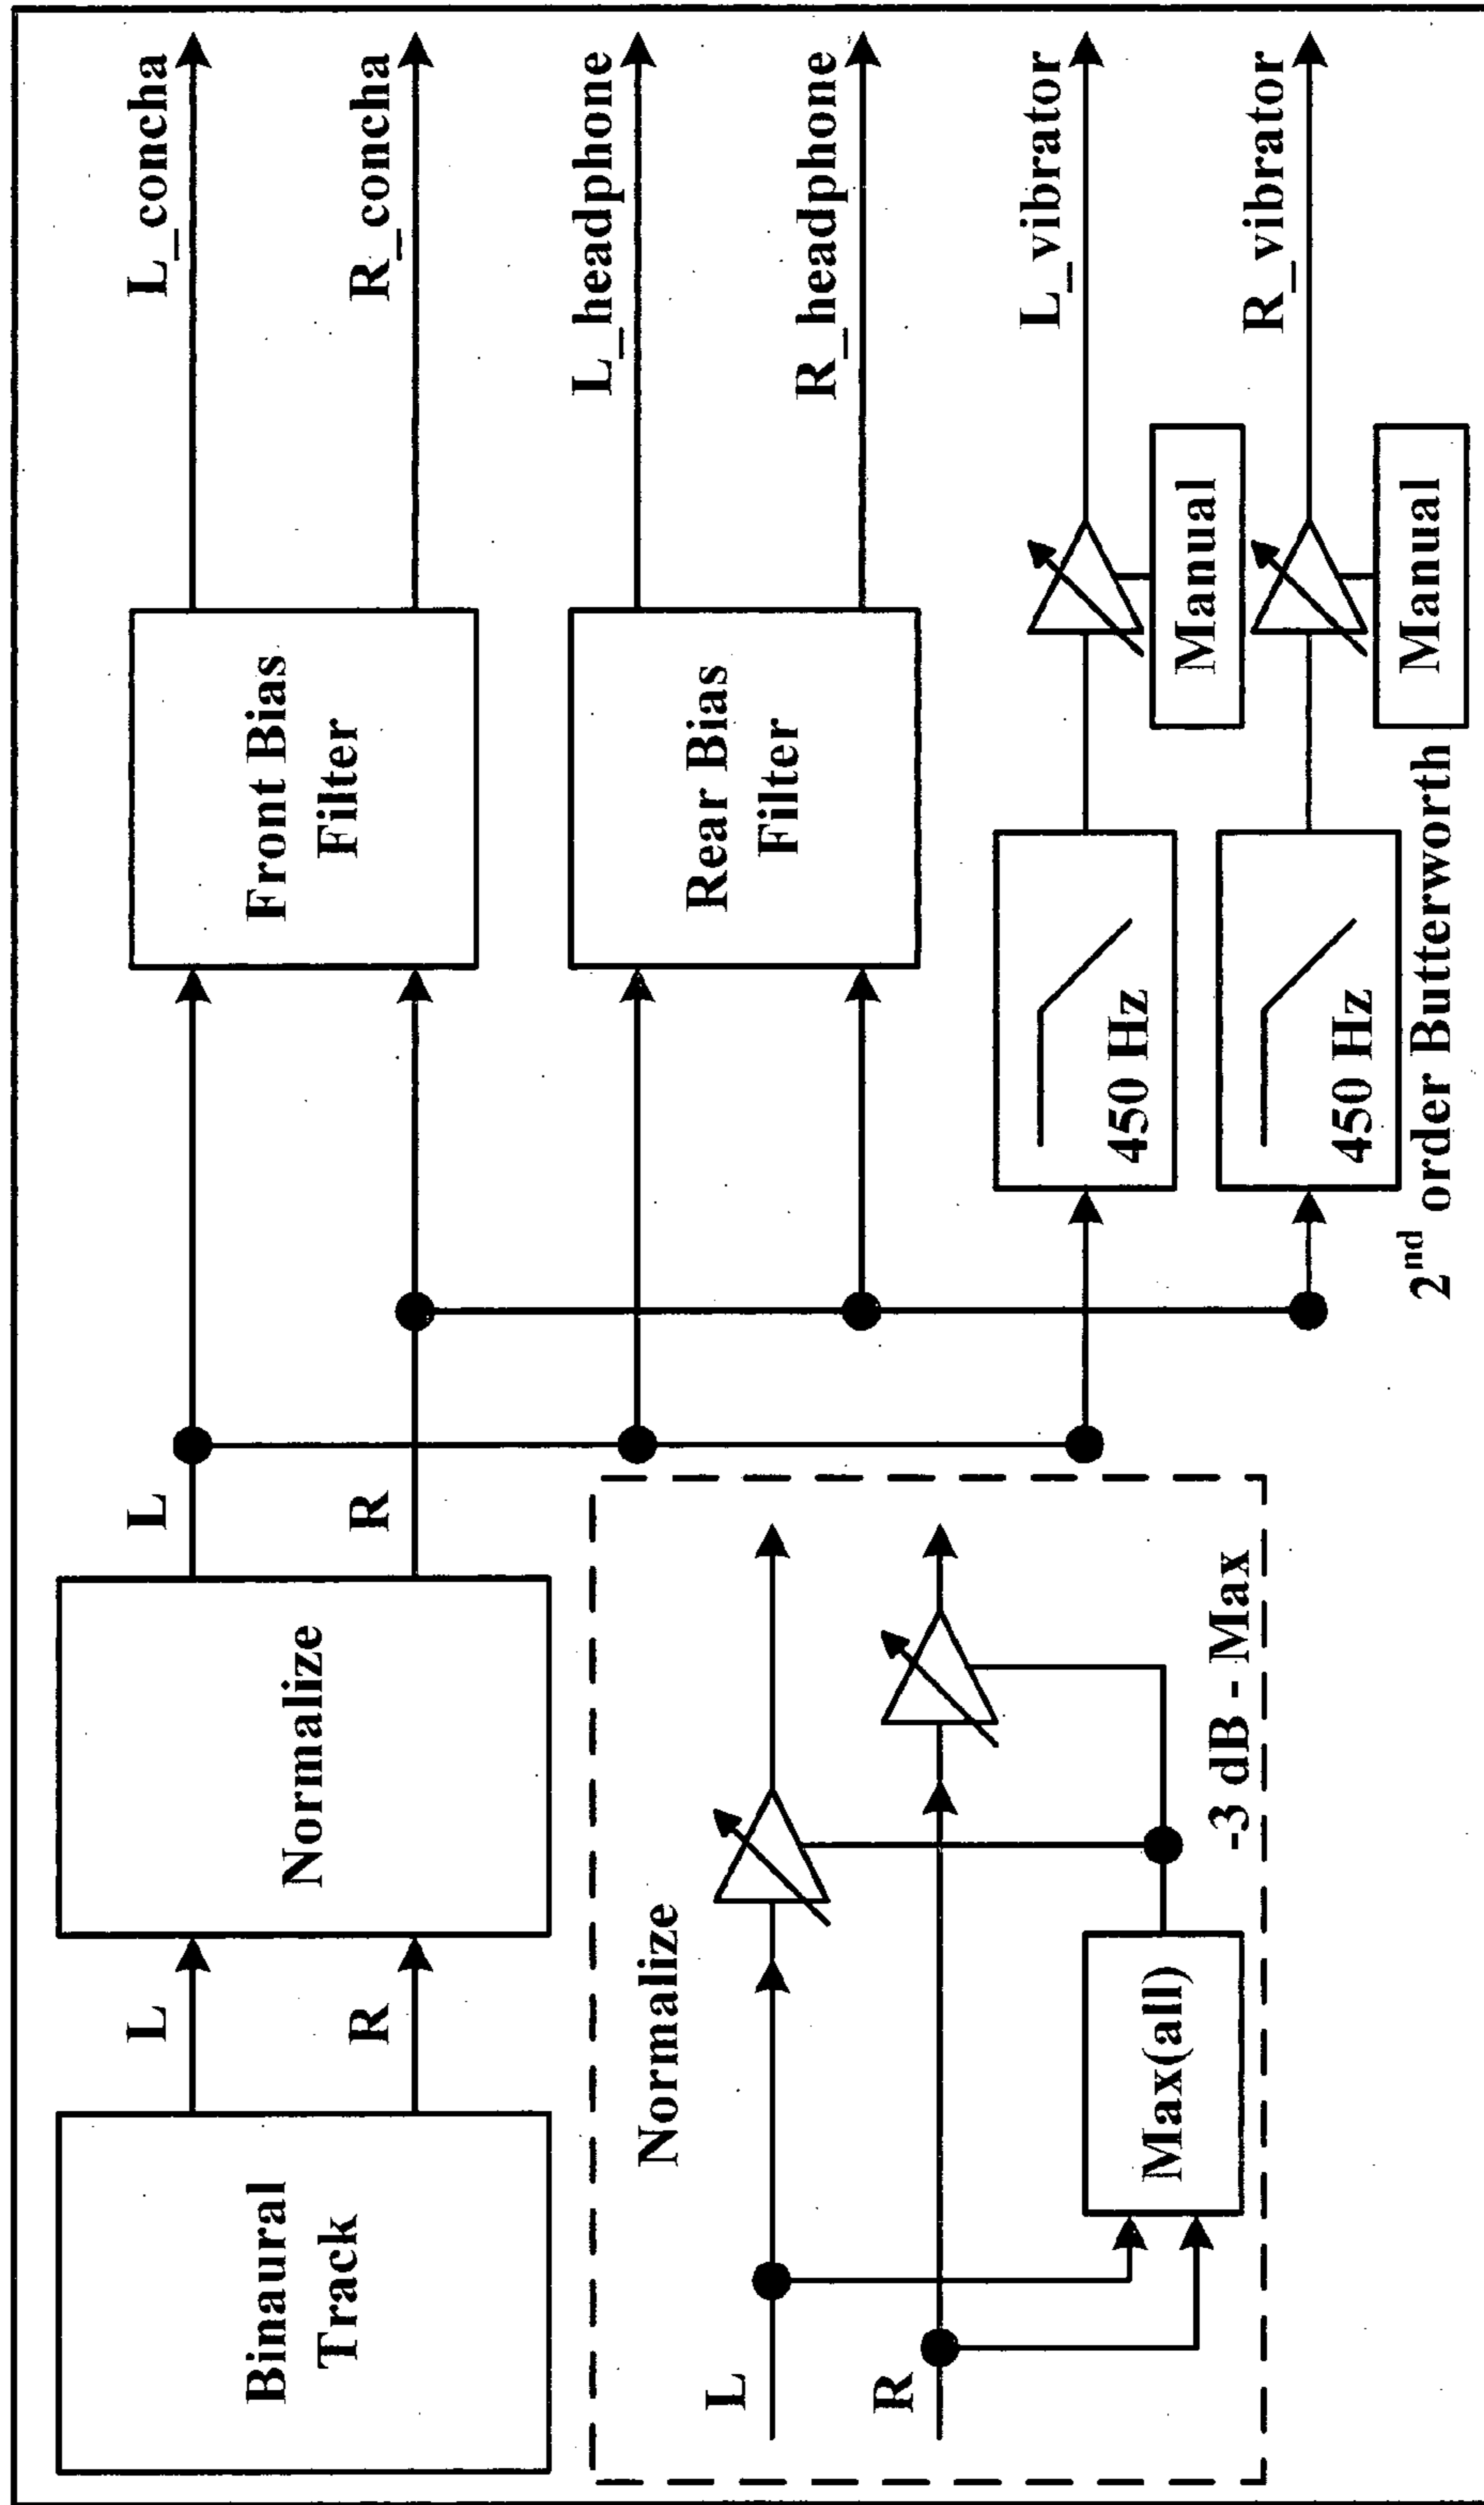 Binaural
Track
L
R
Normalize
L
R
Front Bias
Filter
L_concha
R_concha
Rear Bias
Filter
L_headphone
R_headphone
450 Hz
Manual
L_vibrator
450 Hz
Manual
R_vibrator
2nd order Butterworth
Normalize
L
R
Max(all)
-3 dB - Max